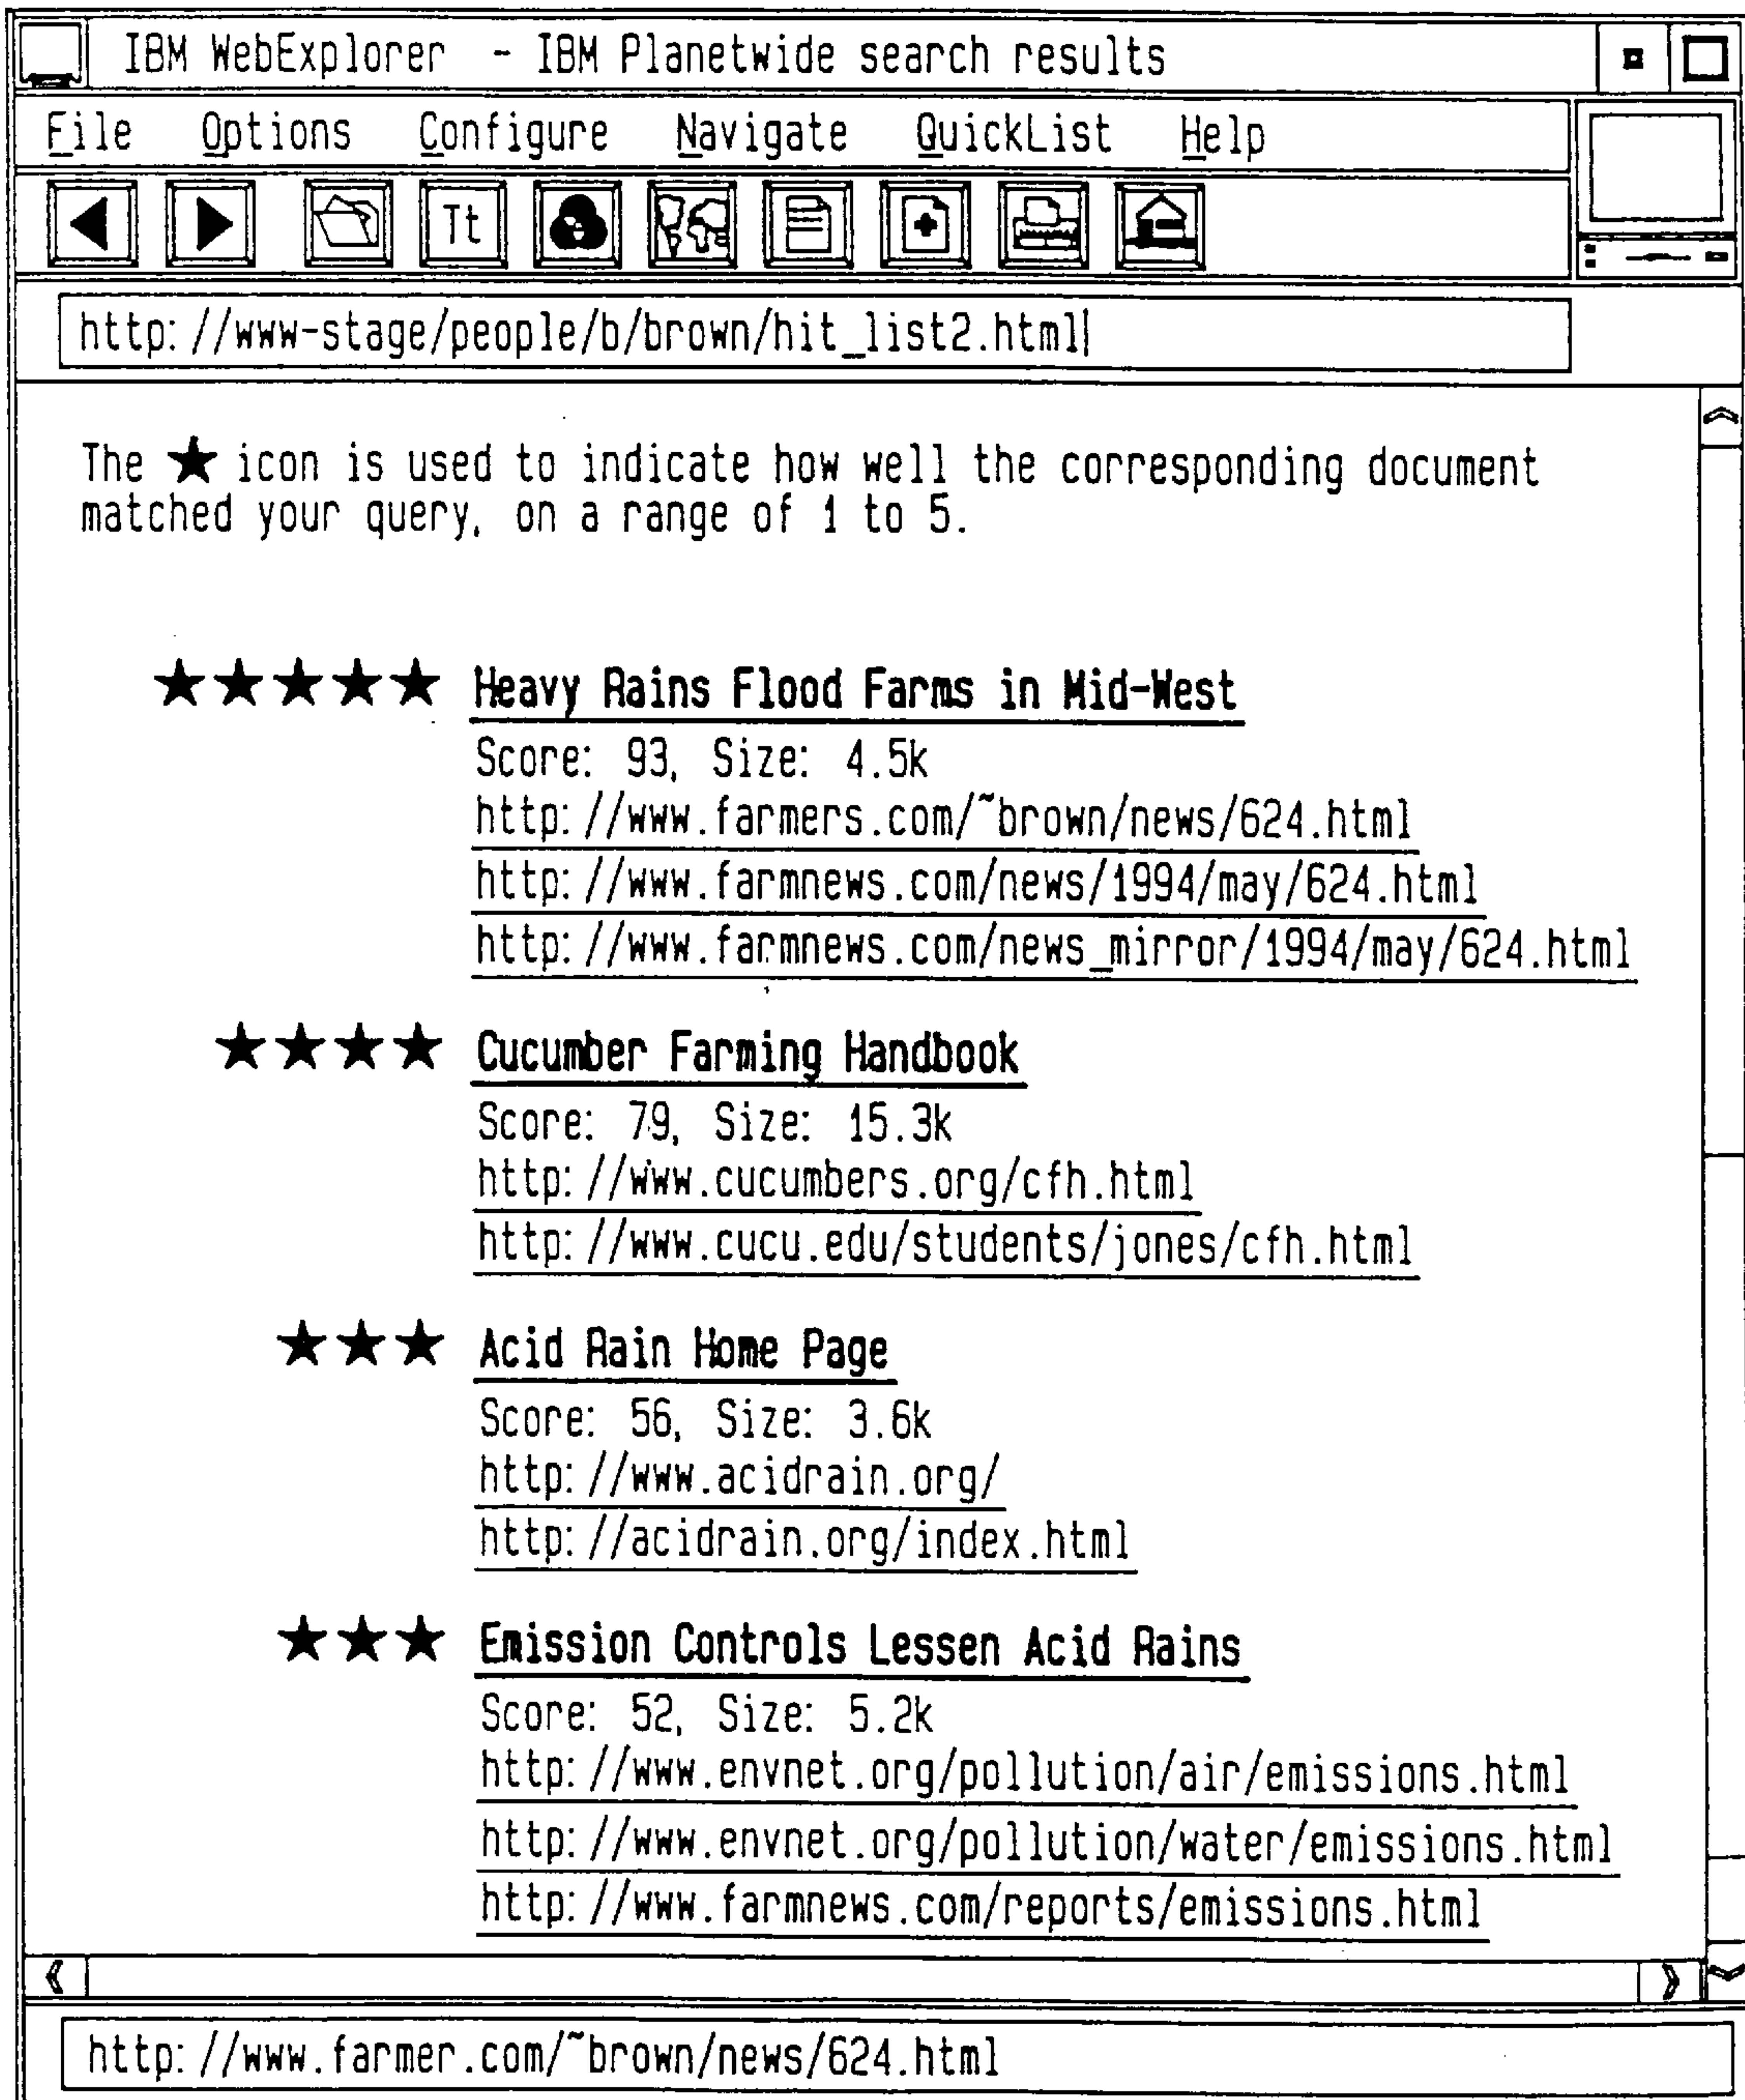 IBM WebExplorer - IBM Planetwide search results
File Options Configure Navigate QuickList Help
Tt
http://www-stage/people/b/brown/hit_list2.html
The ★ icon is used to indicate how well the corresponding document
matched your query, on a range of 1 to 5.
★★★★★ Heavy Rains Flood Farms in Mid-West
Score: 93, Size: 4.5k
http://www.farmers.com/~brown/news/624.html
http://www.farmnews.com/news/1994/may/624.html
http://www.farmnews.com/news_mirror/1994/may/624.html
★★★★ Cucumber Farming Handbook
Score: 79, Size: 15.3k
http://www.cucumbers.org/cfh.html
http://www.cucu.edu/students/jones/cfh.html
★★★ Acid Rain Home Page
Score: 56, Size: 3.6k
http://www.acidrain.org/
http://acidrain.org/index.html
★★★ Emission Controls Lessen Acid Rains
Score: 52, Size: 5.2k
http://www.envnet.org/pollution/air/emissions.html
http://www.envnet.org/pollution/water/emissions.html
http://www.farmnews.com/reports/emissions.html
http://www.farmer.com/~brown/news/624.html